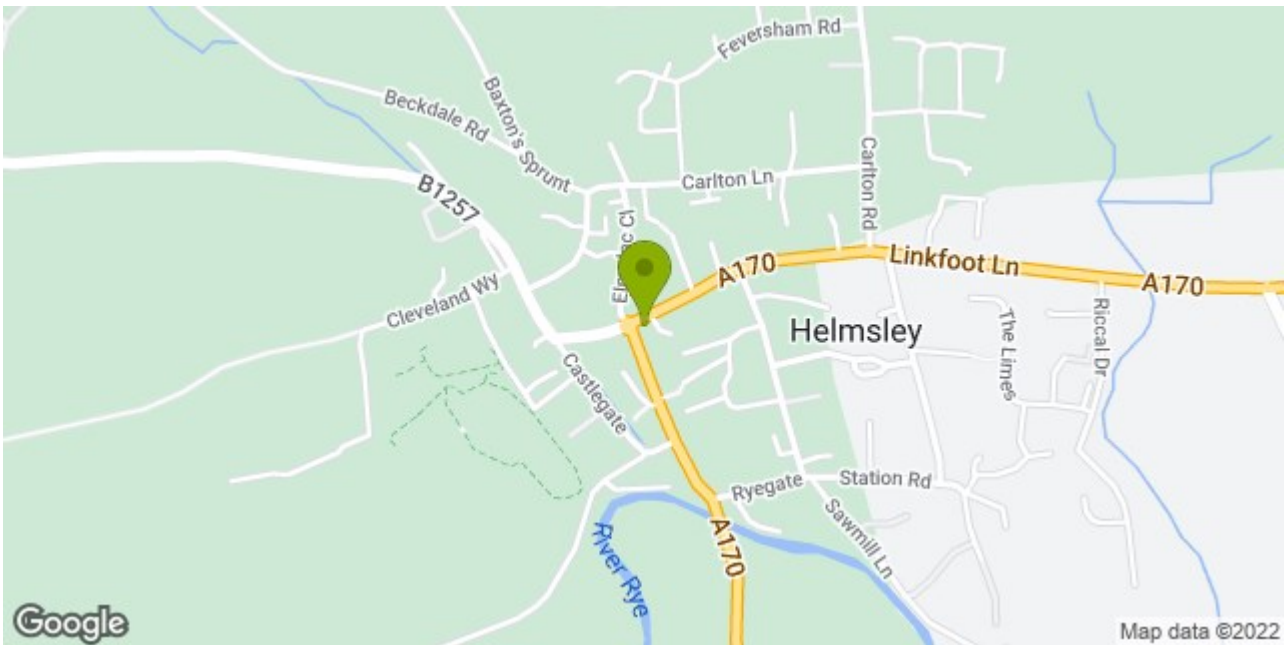 Feversham Rd
Beckdale Rd
Baxton's Sprunt
Carlton Ln
Carlton Rd
B1257
A170
Linkfoot Ln
A170
Cleveland Wy
Helmsley
The Limes
Riccal Dr
Castlegate
Ryegate
Station Rd
Sawmill Ln
A170
River Rye
Google
Map data ©2022